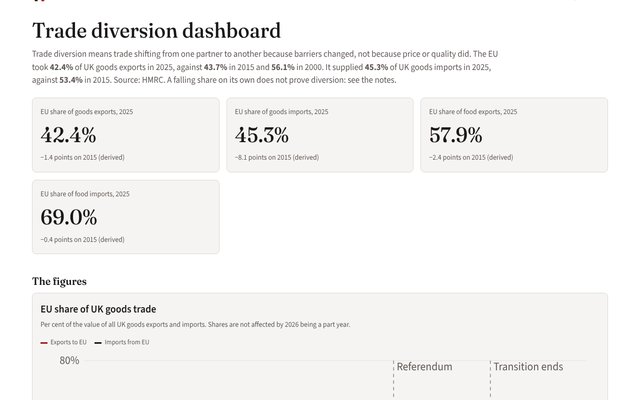 Trade diversion dashboard
Trade diversion means trade shifting from one partner to another because barriers changed, not because price or quality did. The EU
took 42.4% of UK goods exports in 2025, against 43.7% in 2015 and 56.1% in 2000. It supplied 45.3% of UK goods imports in 2025,
against 53.4% in 2015. Source: HMRC. A falling share on its own does not prove diversion: see the notes.
EU share of goods exports, 2025
42.4%
−1.4 points on 2015 (derived)
EU share of goods imports, 2025
45.3%
−8.1 points on 2015 (derived)
EU share of food exports, 2025
57.9%
−2.4 points on 2015 (derived)
EU share of food imports, 2025
69.0%
−0.4 points on 2015 (derived)
The figures
EU share of UK goods trade
Per cent of the value of all UK goods exports and imports. Shares are not affected by 2026 being a part year.
Exports to EU
Imports from EU
80%
Referendum
Transition ends